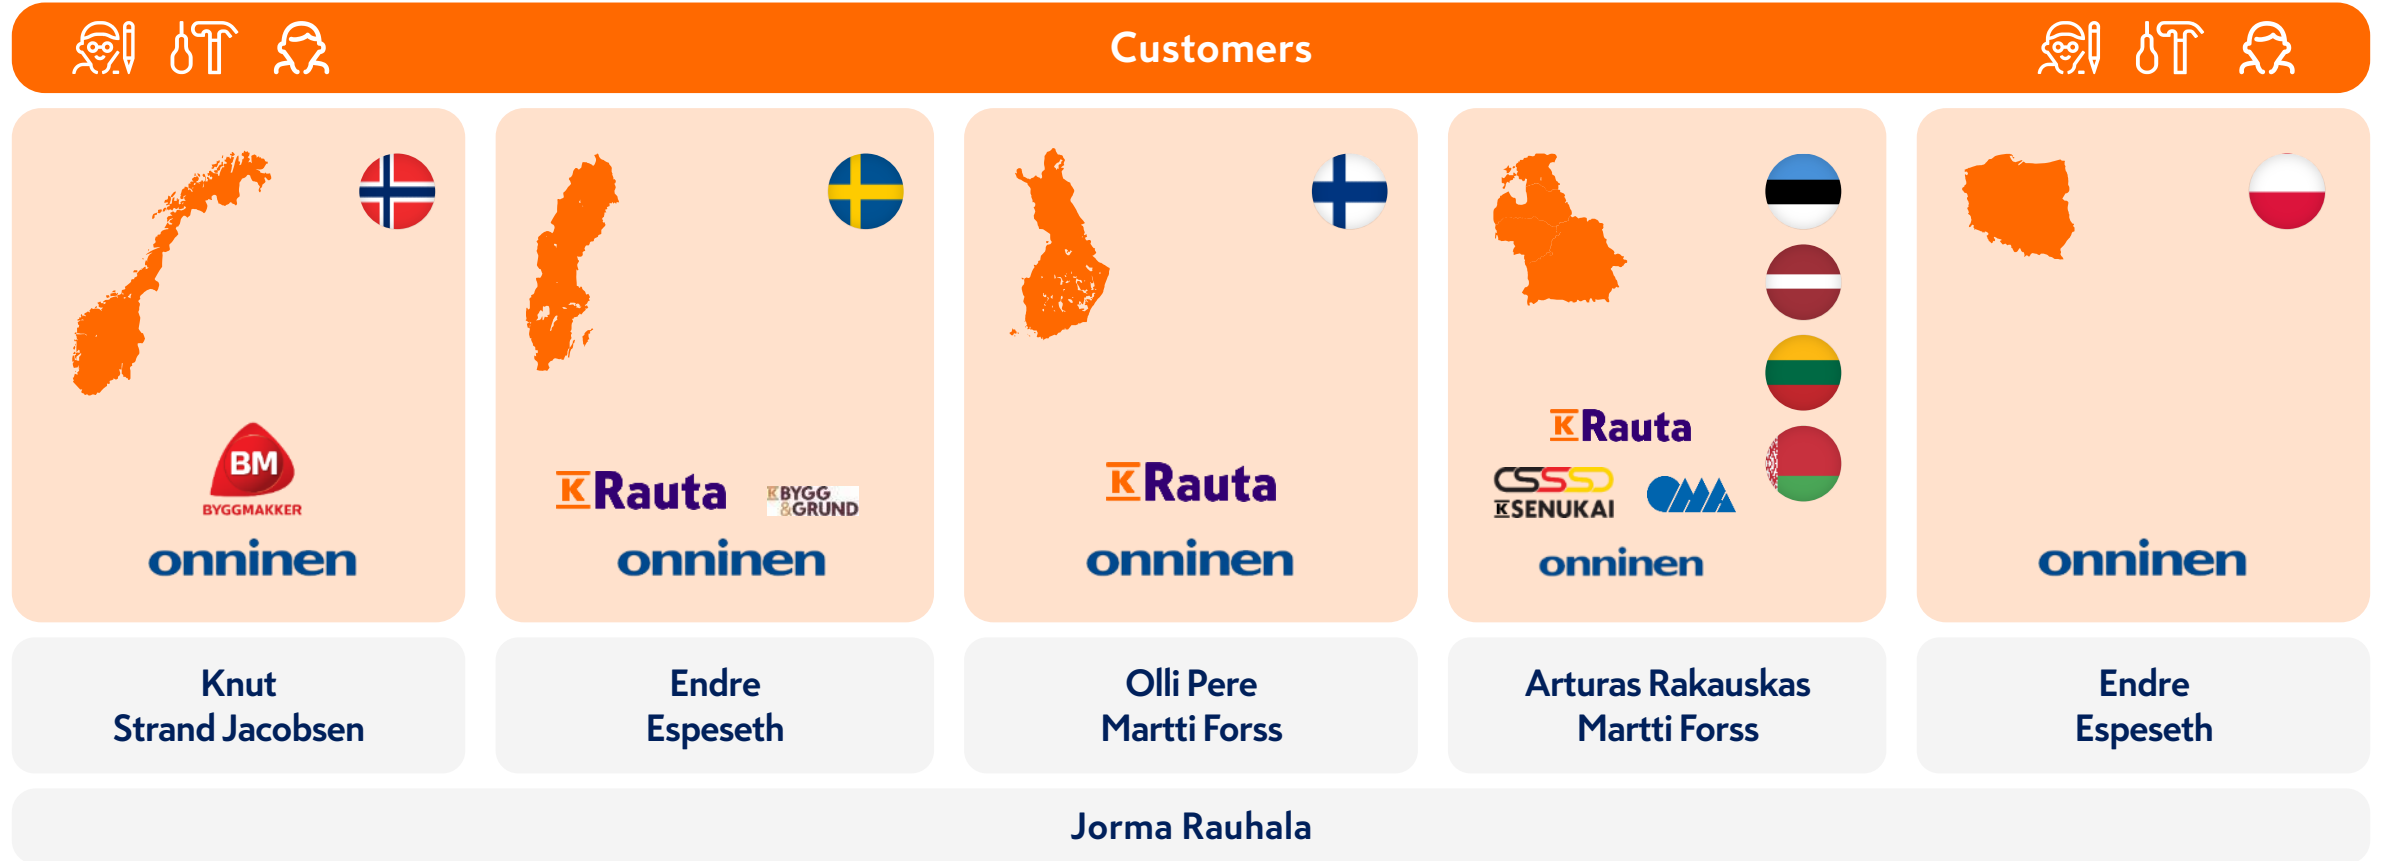 Customers
BM
BYGGMAKKER
onninen
Knut
Strand Jacobsen
K Rauta
K BYGG
&GRUND
onninen
Endre
Espeseth
K Rauta
onninen
Olli Pere
Martti Forss
K Rauta
K SENUKAI
OMA
onninen
Arturas Rakauskas
Martti Forss
onninen
Endre
Espeseth
Jorma Rauhala